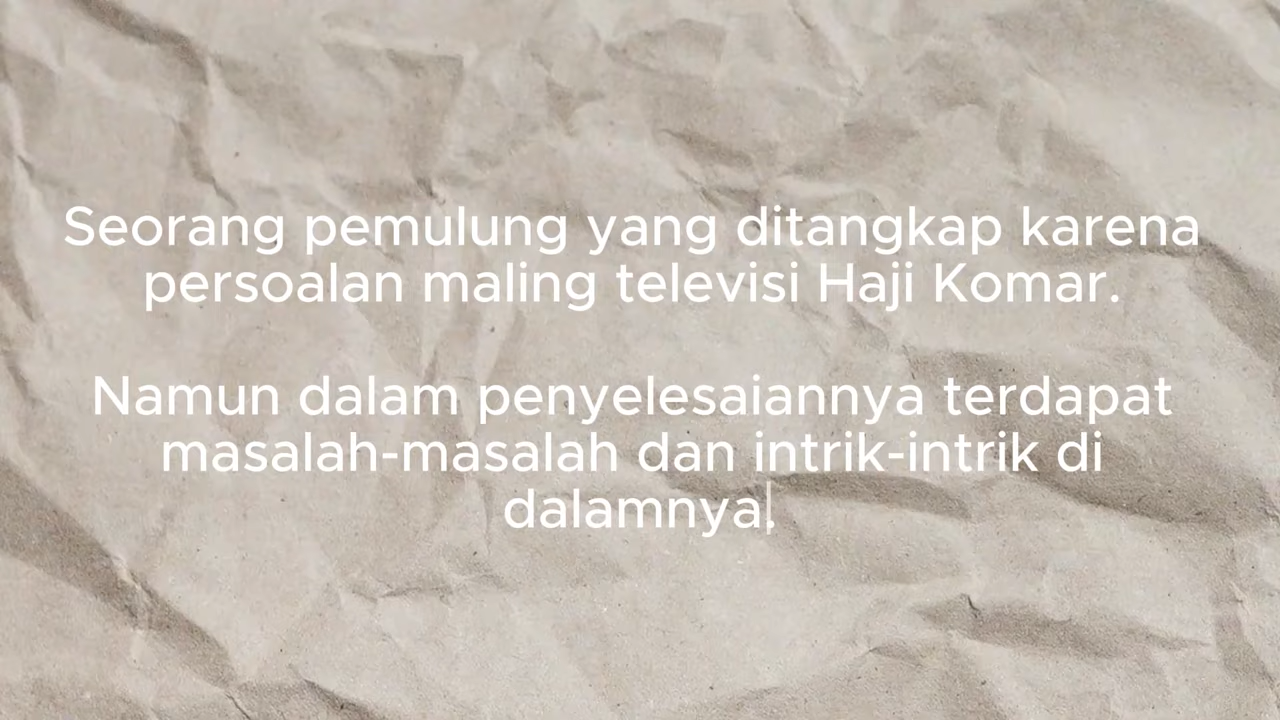 Seorang pemulung yang ditangkap karena
persoalan maling televisi Haji Komar.
Namun dalam penyelesaiannya terdapat
masalah-masalah dan intrik-intrik di
dalamnya.